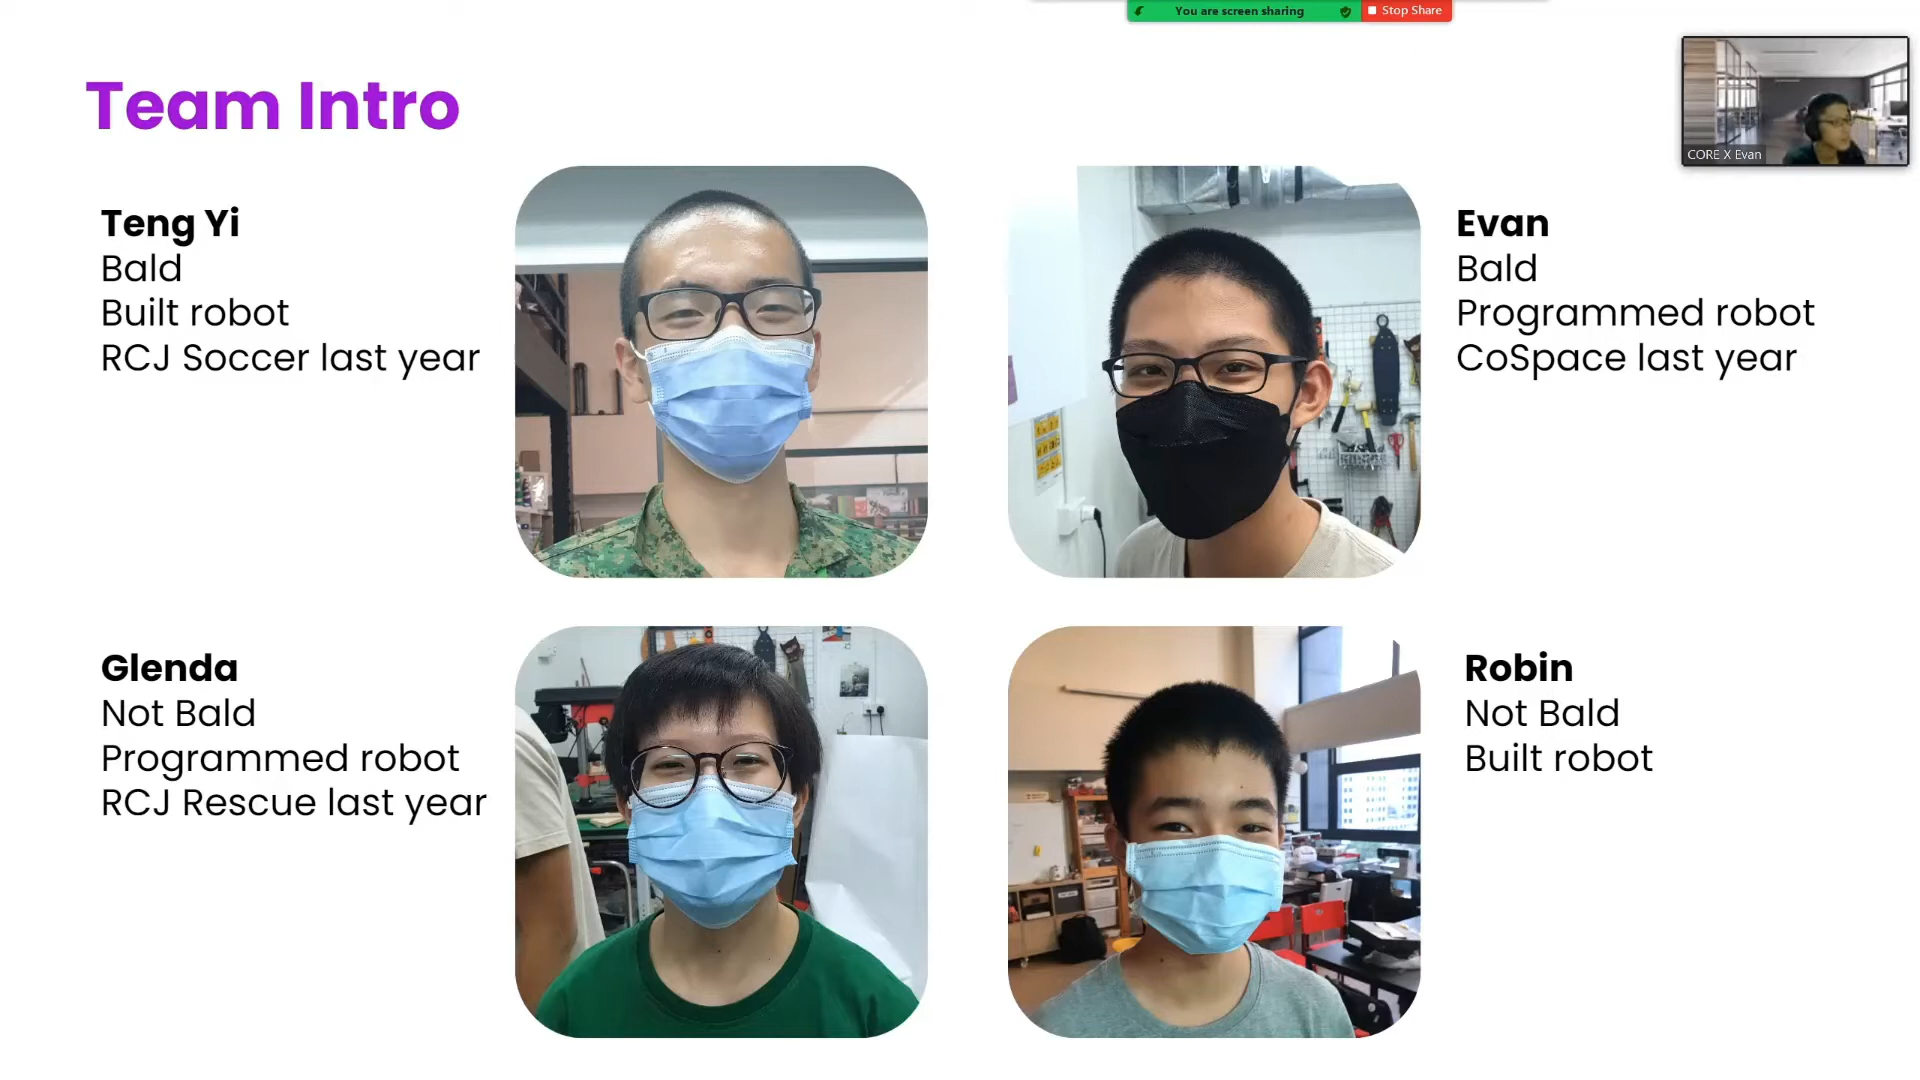 You are screen sharing
Stop Share
Team Intro
CORE X Evan
Teng Yi
Bald
Built robot
RCJ Soccer last year
Evan
Bald
Programmed robot
CoSpace last year
Glenda
Not Bald
Programmed robot
RCJ Rescue last year
Robin
Not Bald
Built robot